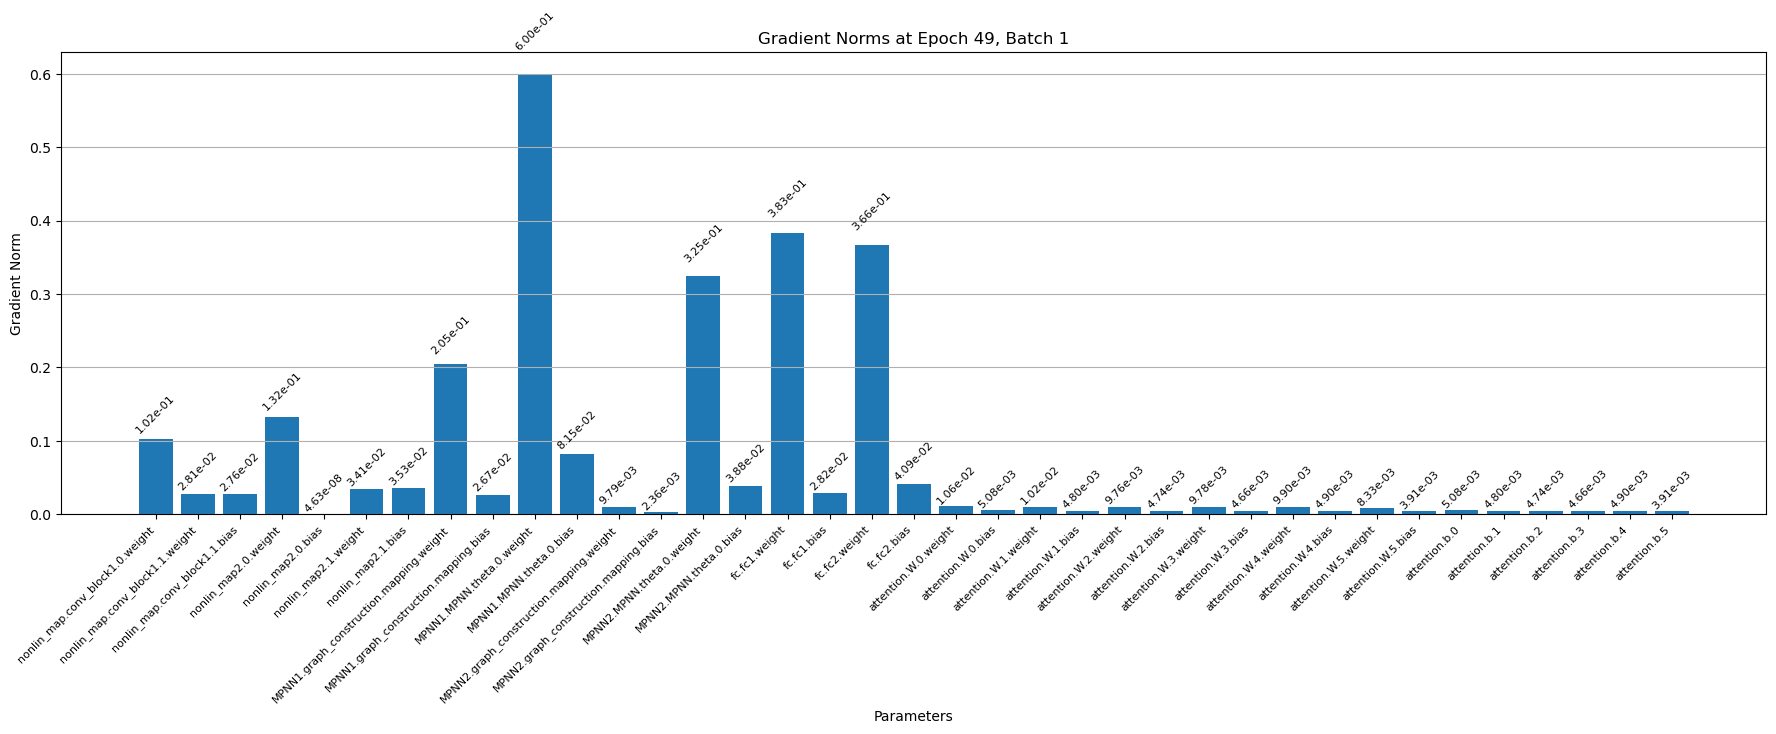 Gradient Norms at Epoch 49, Batch 1
Gradient Norm
0.6
0.5
0.4
0.3
0.2
0.1
0.0
1.02e-01
2.81e-02
2.76e-02
1.32e-01
4.63e-08
3.41e-02
3.53e-02
2.05e-01
2.67e-02
6.00e-01
8.15e-02
9.79e-03
2.36e-03
3.25e-01
3.88e-02
3.83e-01
2.82e-02
3.66e-01
4.09e-02
1.06e-02
5.08e-03
1.02e-02
4.80e-03
9.76e-03
4.74e-03
9.78e-03
4.66e-03
9.90e-03
4.90e-03
8.33e-03
3.91e-03
5.08e-03
4.80e-03
4.74e-03
4.66e-03
4.90e-03
3.91e-03
nonlin_map.conv_block1.0.weight
nonlin_map.conv_block1.1.weight
nonlin_map.conv_block1.1.bias
nonlin_map2.0.weight
nonlin_map2.0.bias
nonlin_map2.1.weight
nonlin_map2.1.bias
MPNN1.graph_construction.mapping.weight
MPNN1.graph_construction.mapping.bias
MPNN1.MPNN.theta.0.weight
MPNN1.MPNN.theta.0.bias
MPNN2.graph_construction.mapping.weight
MPNN2.graph_construction.mapping.bias
MPNN2.MPNN.theta.0.weight
MPNN2.MPNN.theta.0.bias
fc.fc1.weight
fc.fc1.bias
fc.fc2.weight
fc.fc2.bias
attention.W.0.weight
attention.W.0.bias
attention.W.1.weight
attention.W.1.bias
attention.W.2.weight
attention.W.2.bias
attention.W.3.weight
attention.W.3.bias
attention.W.4.weight
attention.W.4.bias
attention.W.5.weight
attention.W.5.bias
attention.b.0
attention.b.1
attention.b.2
attention.b.3
attention.b.4
attention.b.5
Parameters